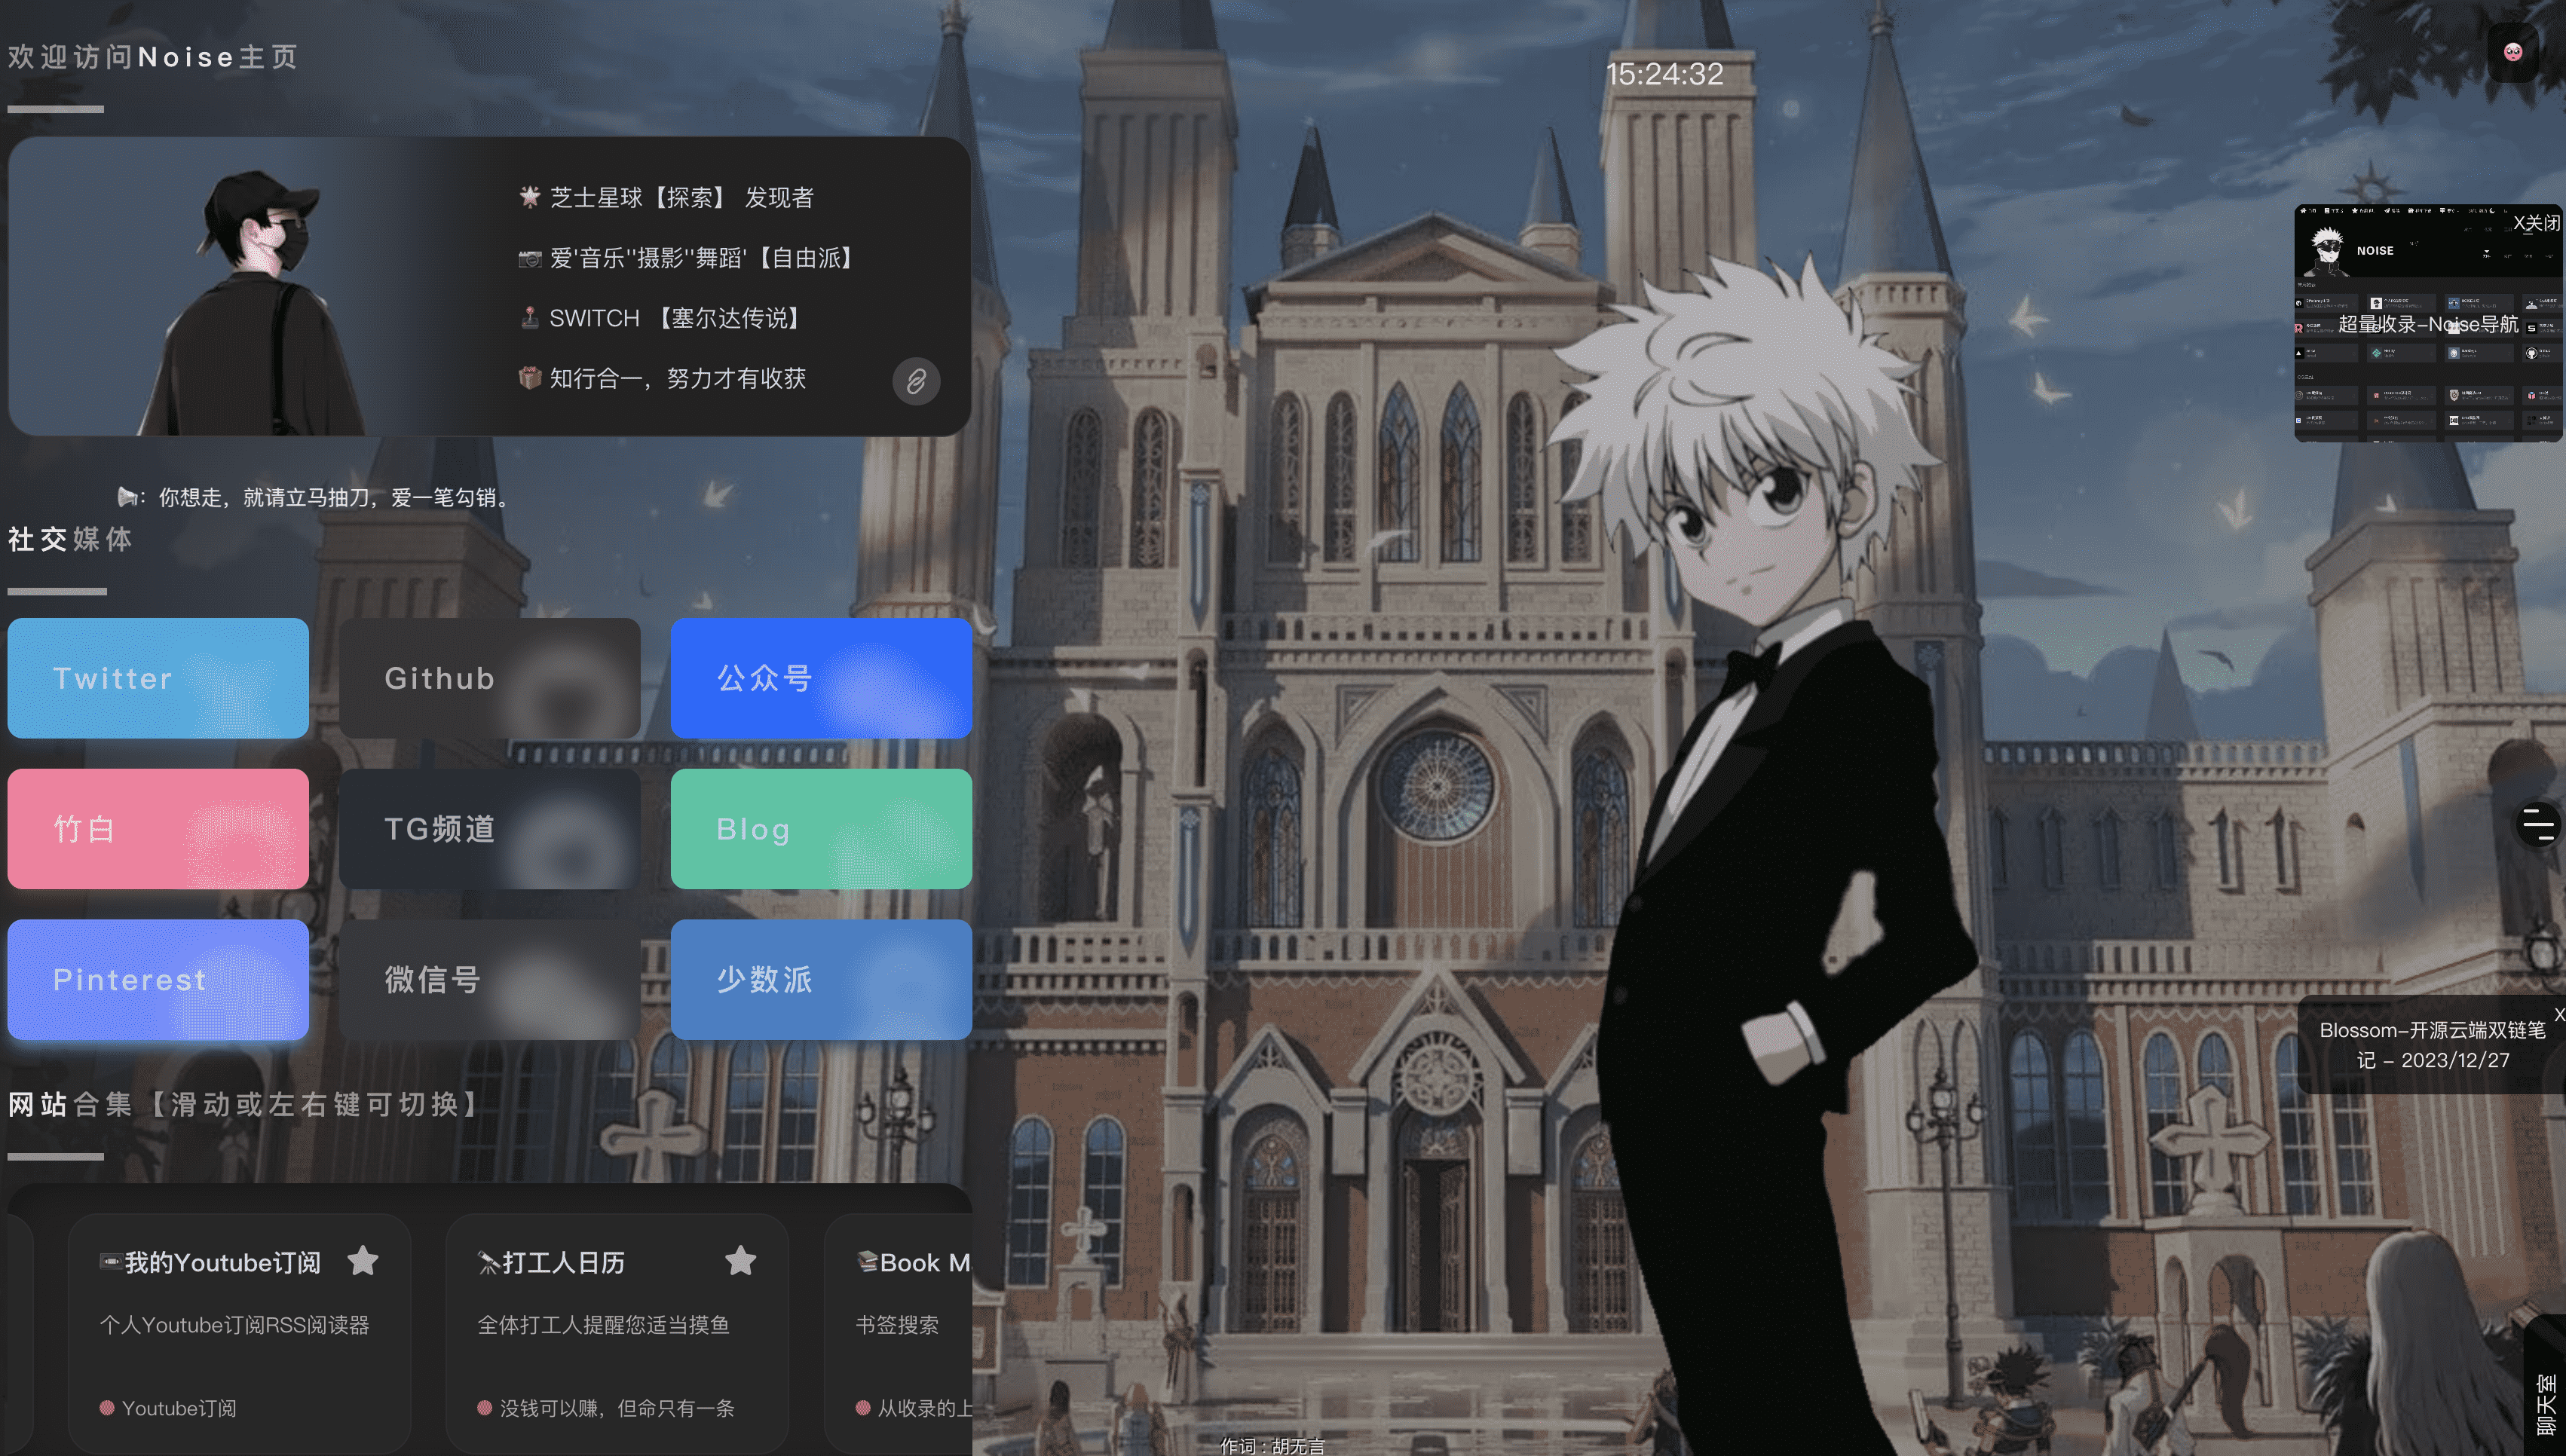 欢迎访问Noise主页
15:24:32
芝士星球【探索】 发现者
爱'音乐''摄影''舞蹈'【自由派】
SWITCH 【塞尔达传说】
知行合一，努力才有收获
X关闭
NOISE
超量收录-Noise导航
：你想走，就请立马抽刀，爱一笔勾销。
社交媒体
Twitter
Github
公众号
竹白
TG频道
Blog
Pinterest
微信号
少数派
X
Blossom-开源云端双链笔
记 - 2023/12/27
网站合集【滑动或左右键可切换】
我的Youtube订阅
个人Youtube订阅RSS阅读器
Youtube订阅
打工人日历
全体打工人提醒您适当摸鱼
没钱可以赚，但命只有一条
Book M
书签搜索
从收录的上
作词 : 胡无言
聊天室